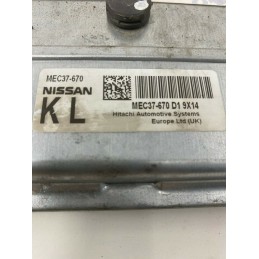 MEC37-670
NISSAN
KL
MEC37-670 D1 9X14
Hitachi Automotive Systems
Europe Ltd (UK)